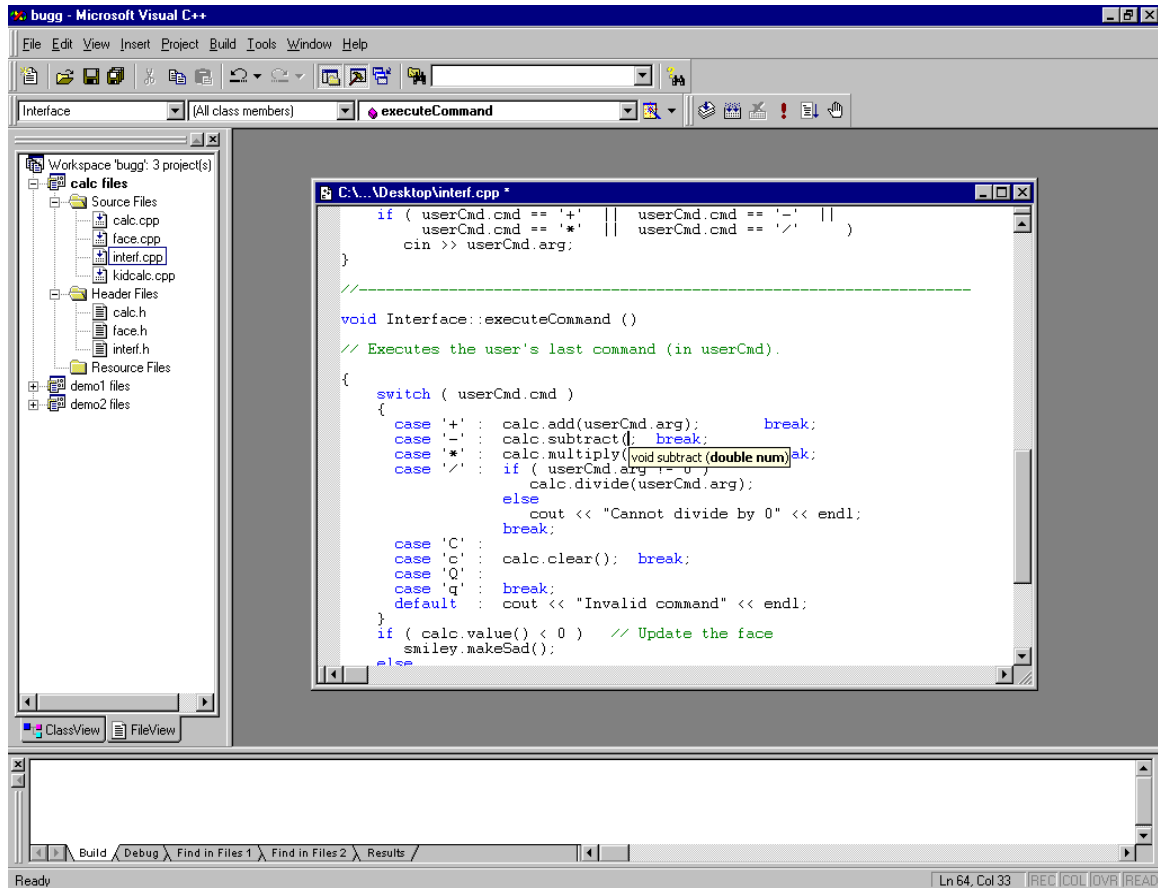 bugg - Microsoft Visual C++
File Edit View Insert Project Build Tools Window Help
Interface (All class members) executeCommand
Workspace 'bugg': 3 project(s)
calc files
Source Files
calc.cpp
face.cpp
interf.cpp
kidcalc.cpp
Header Files
calc.h
face.h
interf.h
Resource Files
demo1 files
demo2 files
ClassView FileView
C:\...\Desktop\interf.cpp *
if ( userCmd.cmd == '+' || userCmd.cmd == '-' ||
userCmd.cmd == '*' || userCmd.cmd == '/' )
cin >> userCmd.arg;
}
//--------------------------------------------------------------------
void Interface::executeCommand ()
// Executes the user's last command (in userCmd).
{
switch ( userCmd.cmd )
{
case '+' : calc.add(userCmd.arg); break;
case '-' : calc.subtract(; break;
case '*' : calc.multiply( void subtract (double num) ak;
case '/' : if ( userCmd.arg != 0 )
calc.divide(userCmd.arg);
else
cout << "Cannot divide by 0" << endl;
break;
case 'C' :
case 'c' : calc.clear(); break;
case 'Q' :
case 'q' : break;
default : cout << "Invalid command" << endl;
}
if ( calc.value() < 0 ) // Update the face
smiley.makeSad();
else
Build Debug Find in Files 1 Find in Files 2 Results
Ready Ln 64, Col 33 REC COL OVR READ